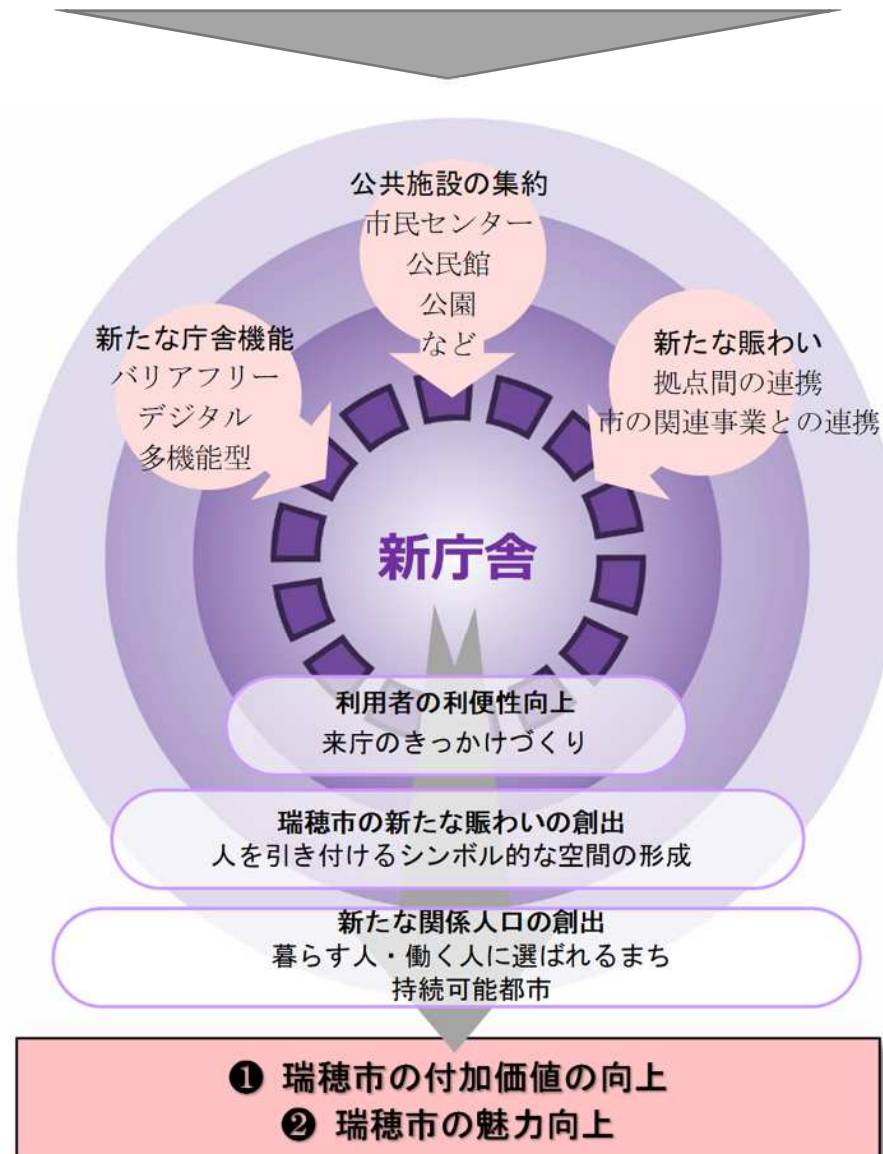 公共施設の集約
市民センター
公民館
公園
など
新たな庁舎機能
バリアフリー
デジタル
多機能型
新たな賑わい
拠点間の連携
市の関連事業との連携
新庁舎
利用者の利便性向上
来庁のきっかけづくり
瑞穂市の新たな賑わいの創出
人を引き付けるシンボル的な空間の形成
新たな関係人口の創出
暮らす人・働く人に選ばれるまち
持続可能都市
❶ 瑞穂市の付加価値の向上
❷ 瑞穂市の魅力向上